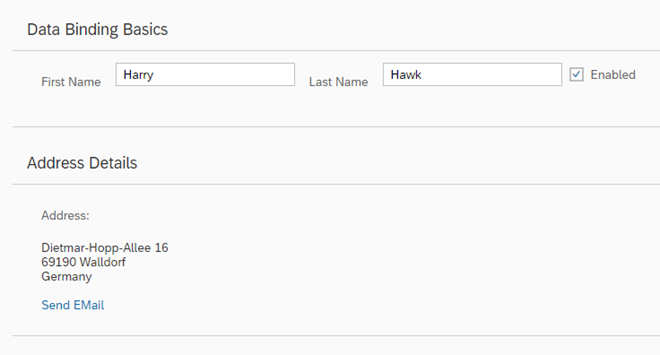 Data Binding Basics
First Name Harry Last Name Hawk Enabled
Address Details
Address:
Dietmar-Hopp-Allee 16
69190 Walldorf
Germany
Send EMail